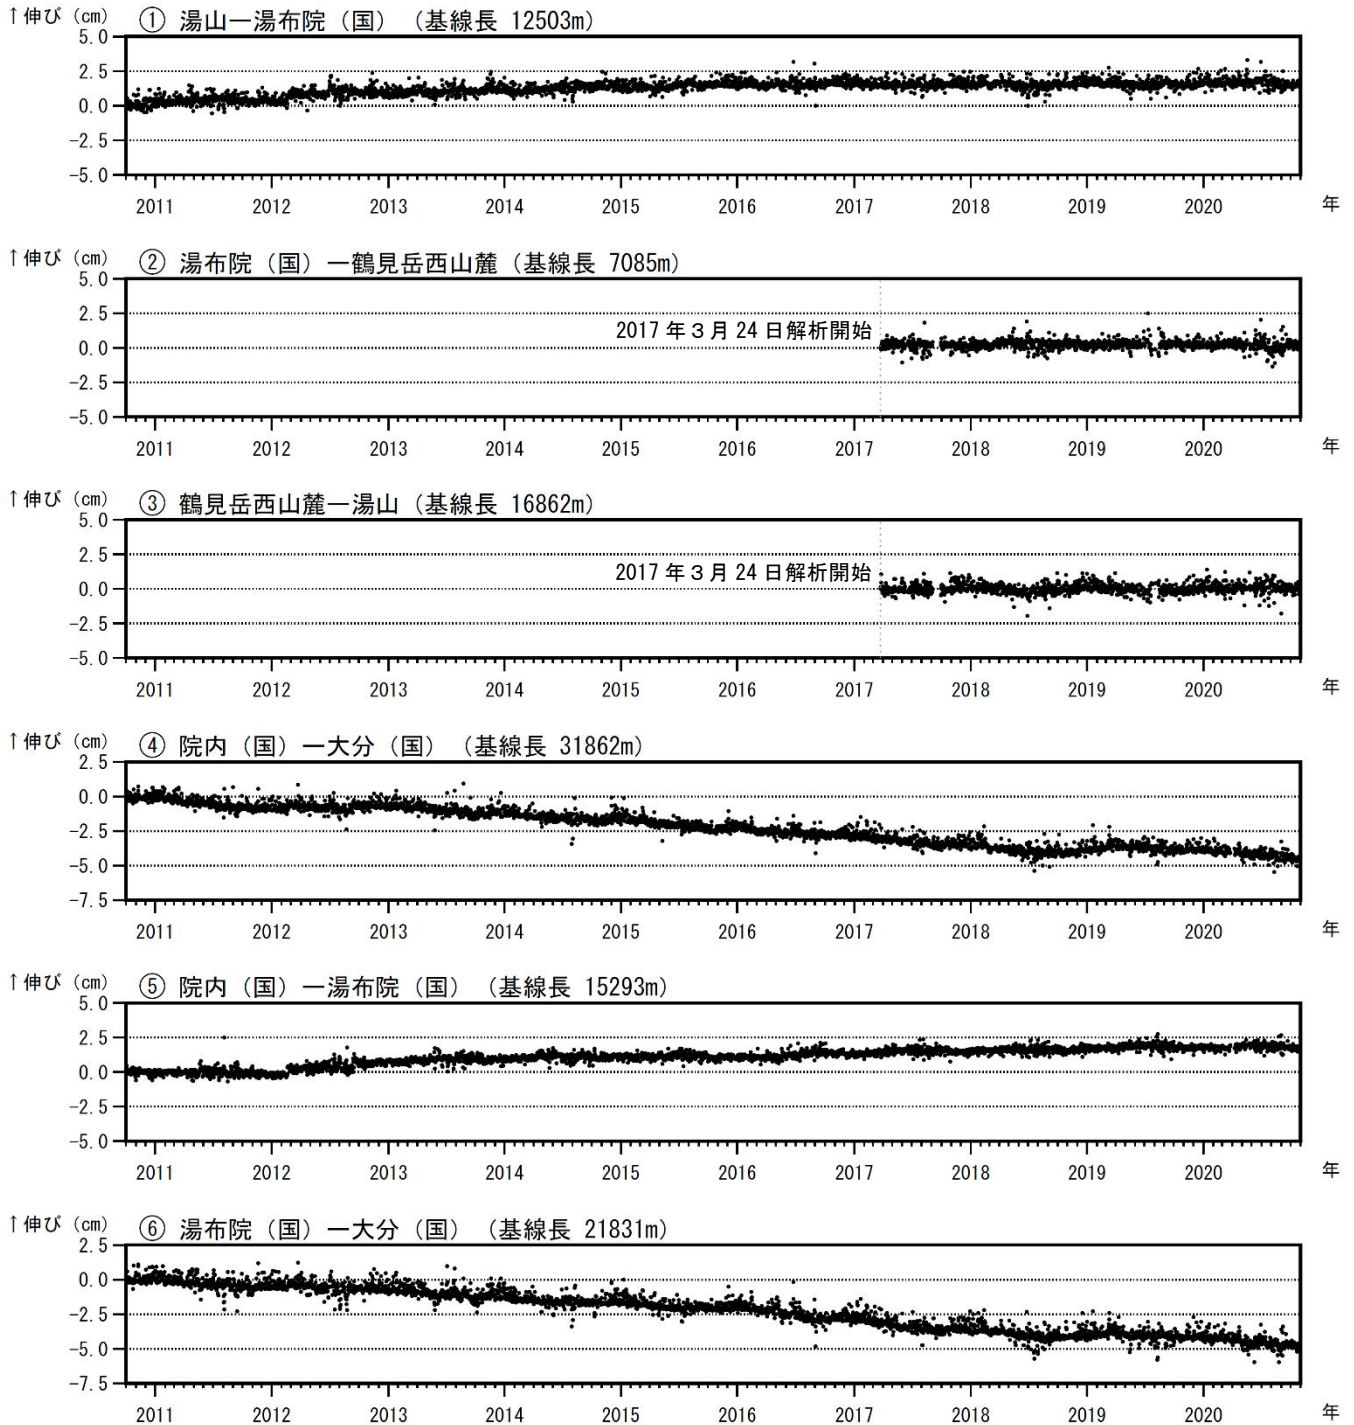 ↑伸び (cm) ① 湯山―湯布院（国）（基線長 12503m）
5.0
2.5
0.0
-2.5
-5.0
2011 2012 2013 2014 2015 2016 2017 2018 2019 2020 年
↑伸び (cm) ② 湯布院（国）―鶴見岳西山麓（基線長 7085m）
5.0
2.5
2017年3月24日解析開始
0.0
-2.5
-5.0
2011 2012 2013 2014 2015 2016 2017 2018 2019 2020 年
↑伸び (cm) ③ 鶴見岳西山麓―湯山（基線長 16862m）
5.0
2.5
2017年3月24日解析開始
0.0
-2.5
-5.0
2011 2012 2013 2014 2015 2016 2017 2018 2019 2020 年
↑伸び (cm) ④ 院内（国）―大分（国）（基線長 31862m）
2.5
0.0
-2.5
-5.0
-7.5
2011 2012 2013 2014 2015 2016 2017 2018 2019 2020 年
↑伸び (cm) ⑤ 院内（国）―湯布院（国）（基線長 15293m）
5.0
2.5
0.0
-2.5
-5.0
2011 2012 2013 2014 2015 2016 2017 2018 2019 2020 年
↑伸び (cm) ⑥ 湯布院（国）―大分（国）（基線長 21831m）
2.5
0.0
-2.5
-5.0
-7.5
2011 2012 2013 2014 2015 2016 2017 2018 2019 2020 年